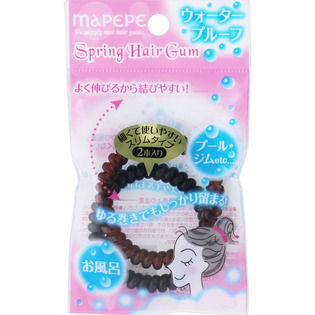 mapepe
We supply nice hair goods.
Spring Hair Gum
ウォーター
プルーフ
よく伸びるから結びやすい!
細くて使いやすい
スリムタイプ
2本入り
プール・
ジムetc...
ゆる巻きでもしっかり留まる!
お風呂